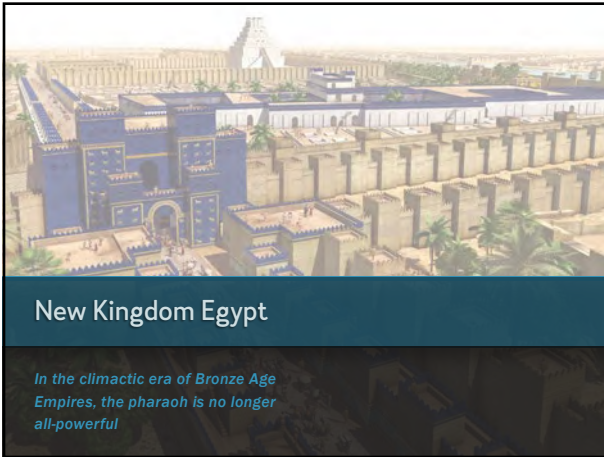 New Kingdom Egypt
In the climactic era of Bronze Age
Empires, the pharaoh is no longer
all-powerful